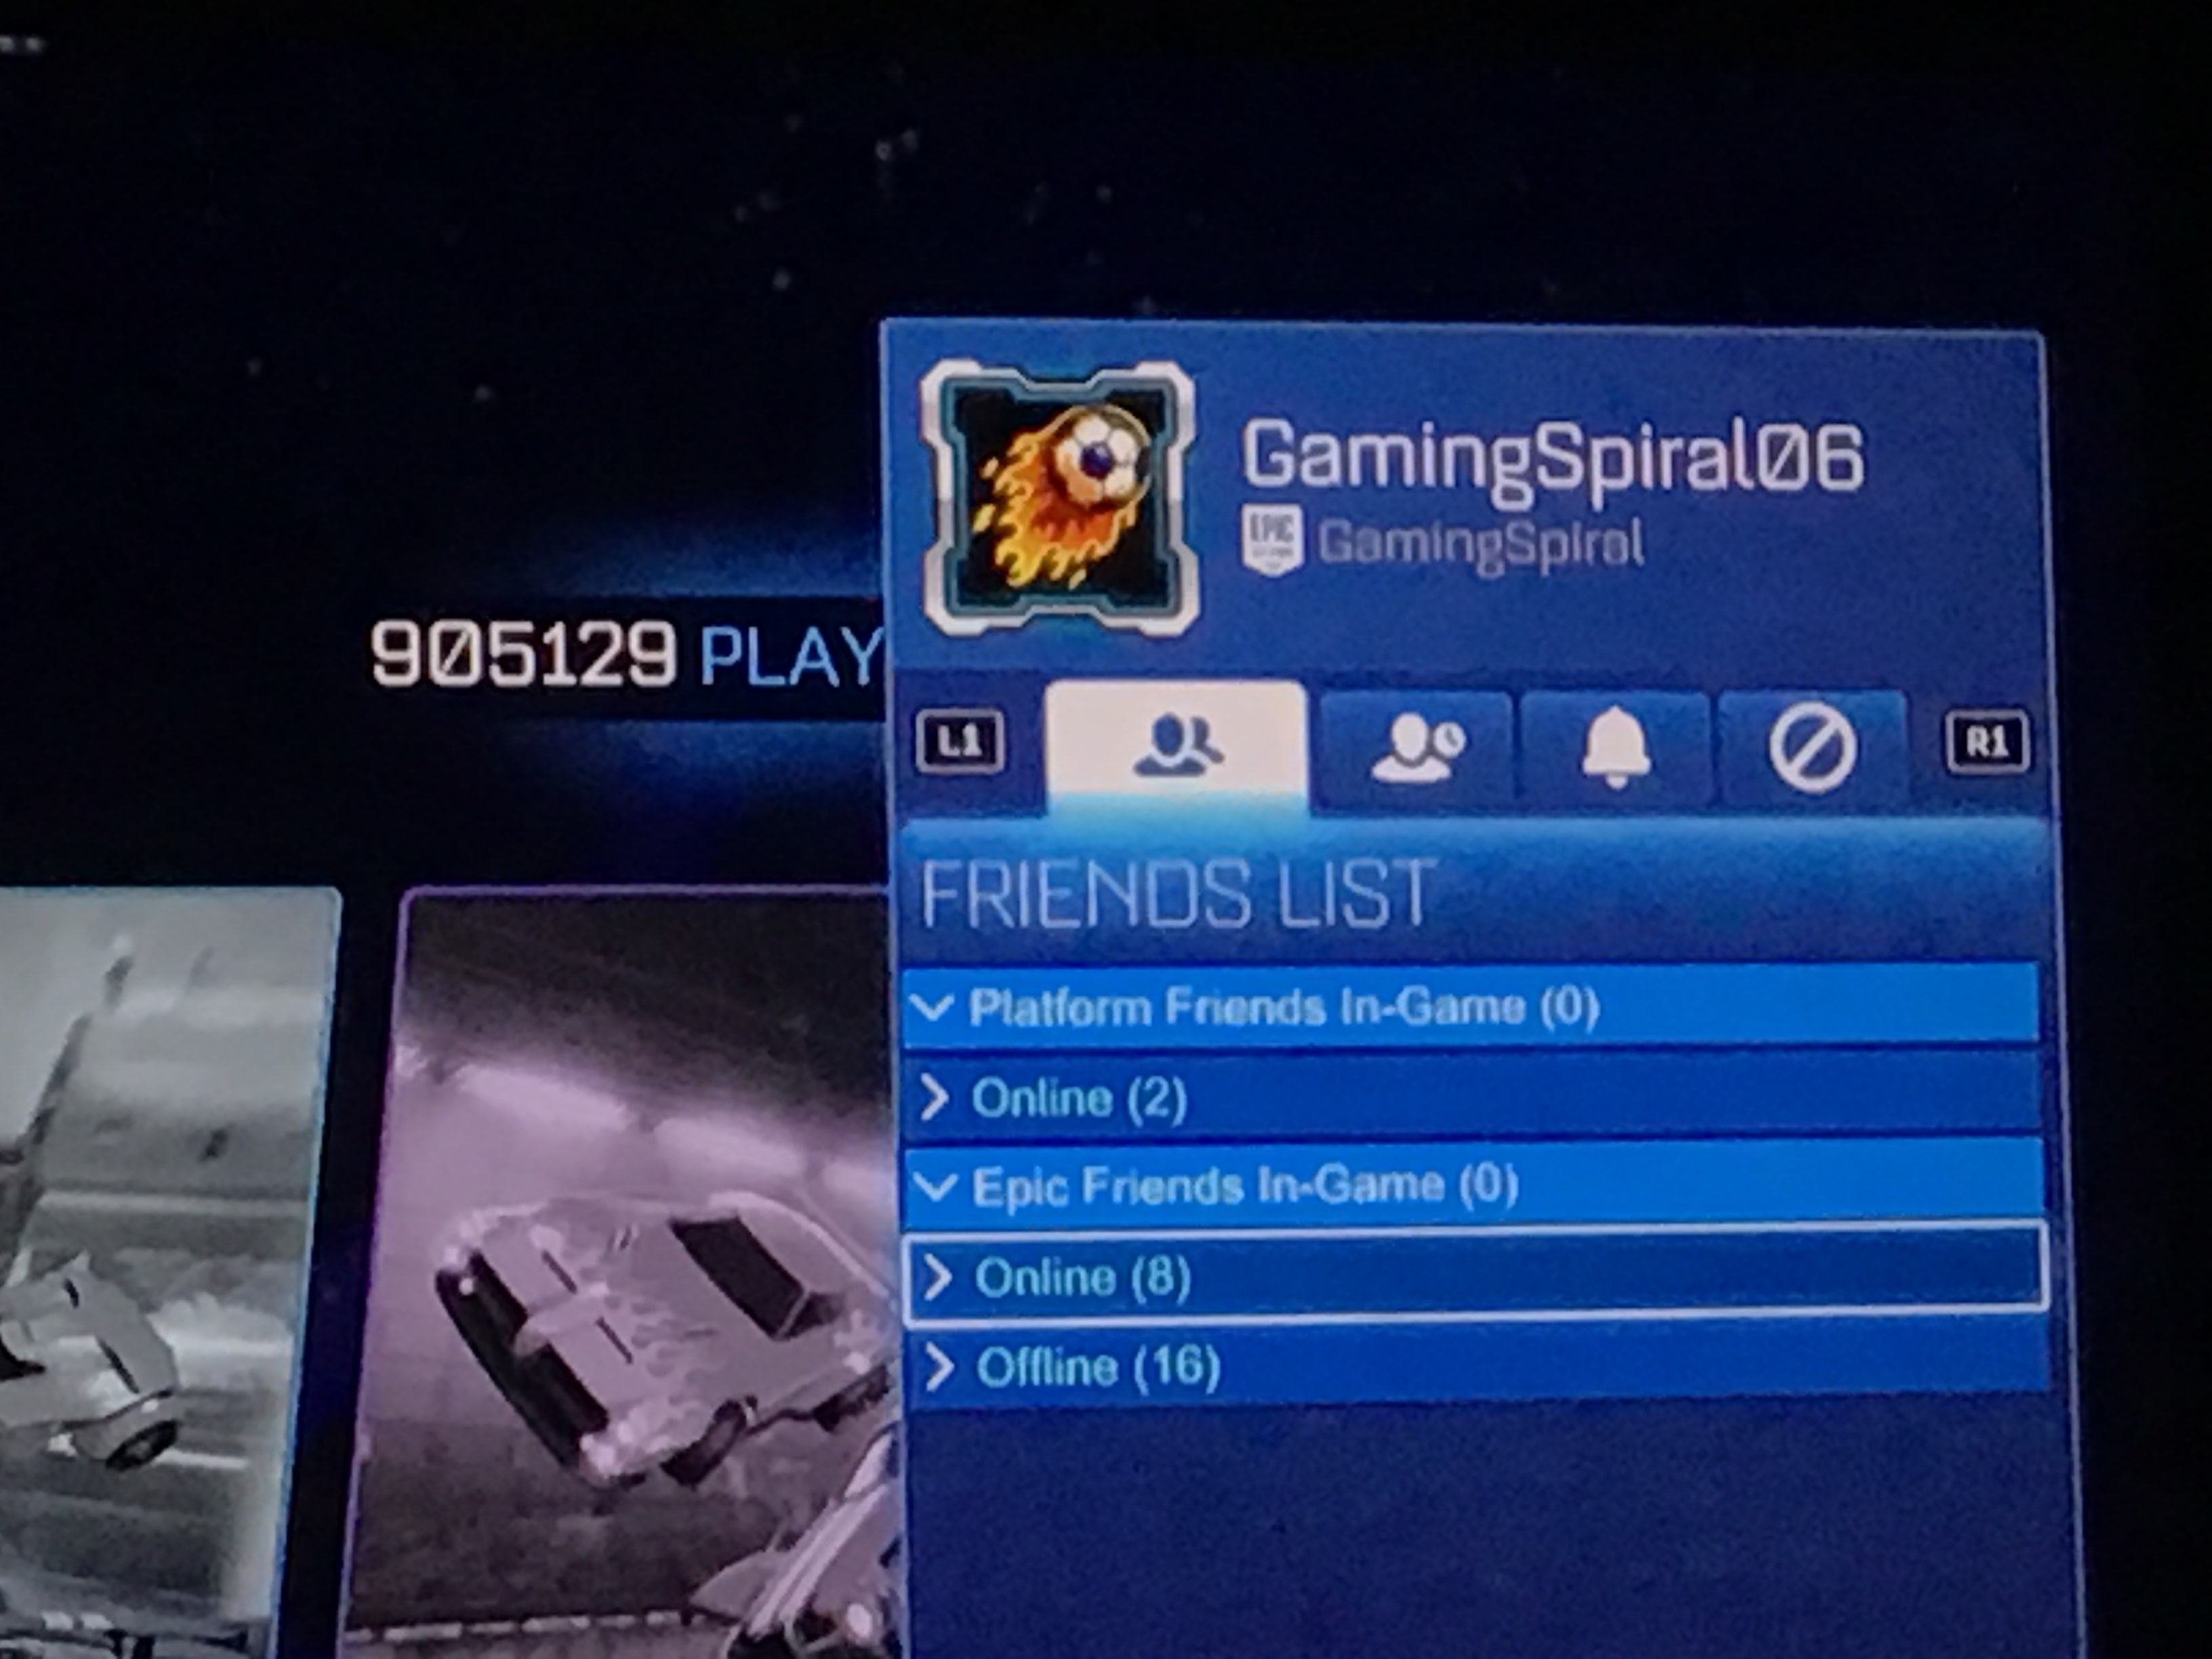 GamingSpiral06
EPIC GamingSpiral
905129 PLAY
L1
R1
FRIENDS LIST
Platform Friends In-Game (0)
Online (2)
Epic Friends In-Game (0)
Online (8)
Offline (16)